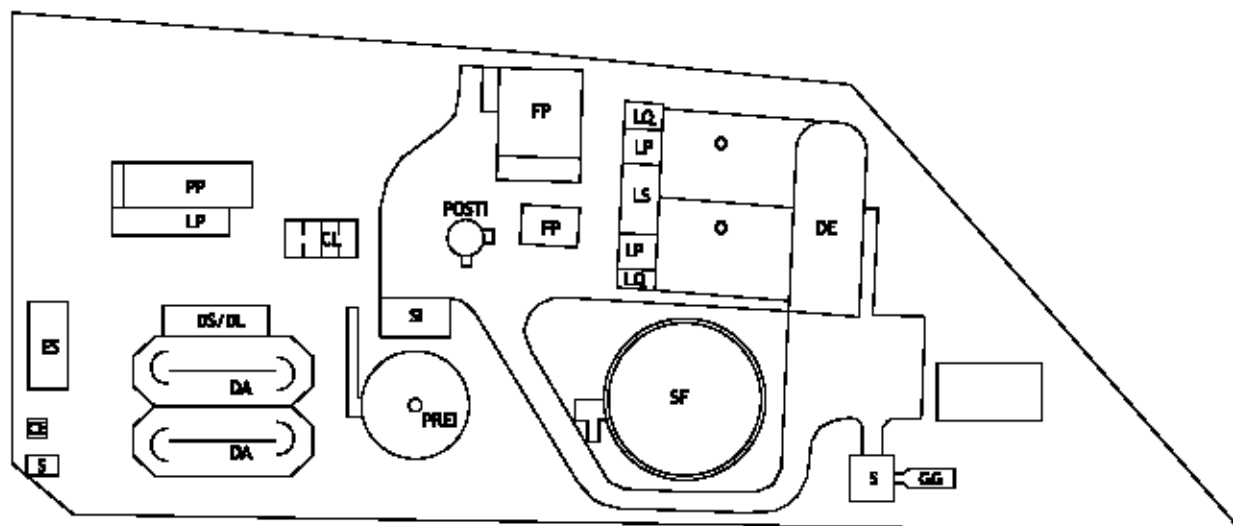 FP
LQ
LP
O
PP
LS
LP
POSTI
FP
O
DE
CL
LP
LQ
DS/DL
SI
ES
DA
SF
PREI
CE
DA
S
S
GG